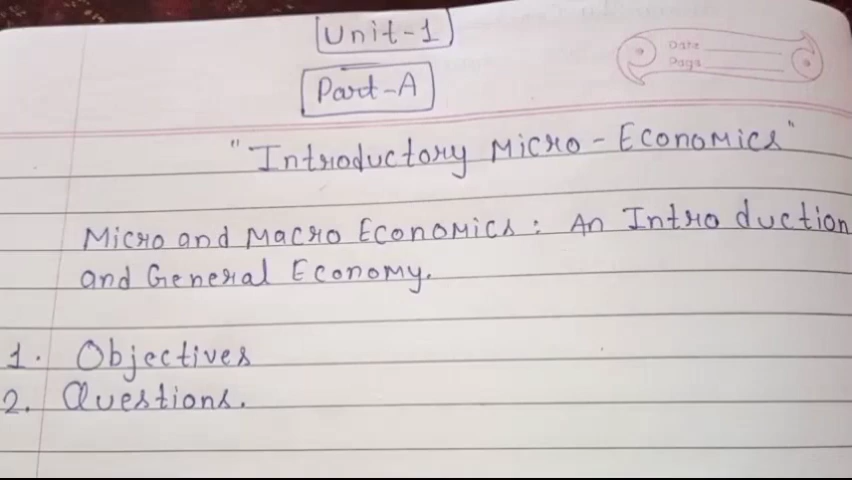 Unit-1
Part-A
Date
Page
"Introductory Micro-Economics"
Micro and Macro Economics: An Introduction
and General Economy.
1. Objectives
2. Questions.